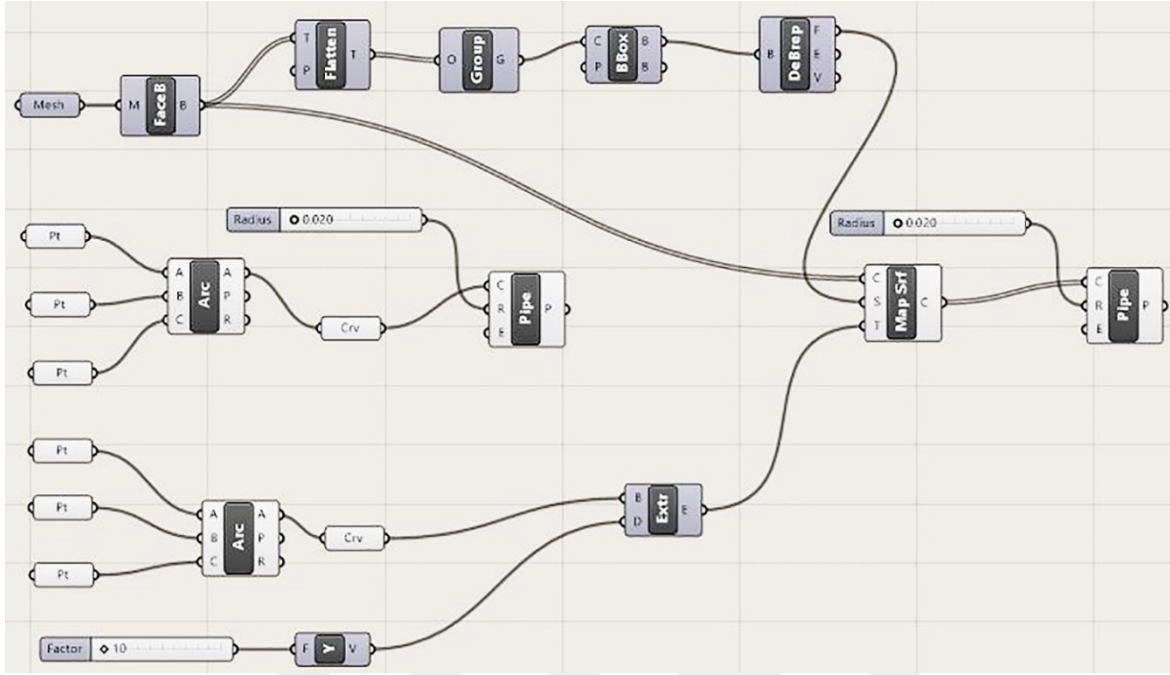 Mesh
M FaceB B
T P Flatten T
O Group G
C P BBox B B
B DeBrep F E V
Radius 0.020
Pt
Pt
Pt
A B C Arc A P R
Crv
C R E Pipe P
Radius 0.020
C S T Map Srf C
C R E Pipe P
Pt
Pt
Pt
A B C Arc A P R
Crv
B D Extr E
Factor 10
F Y V